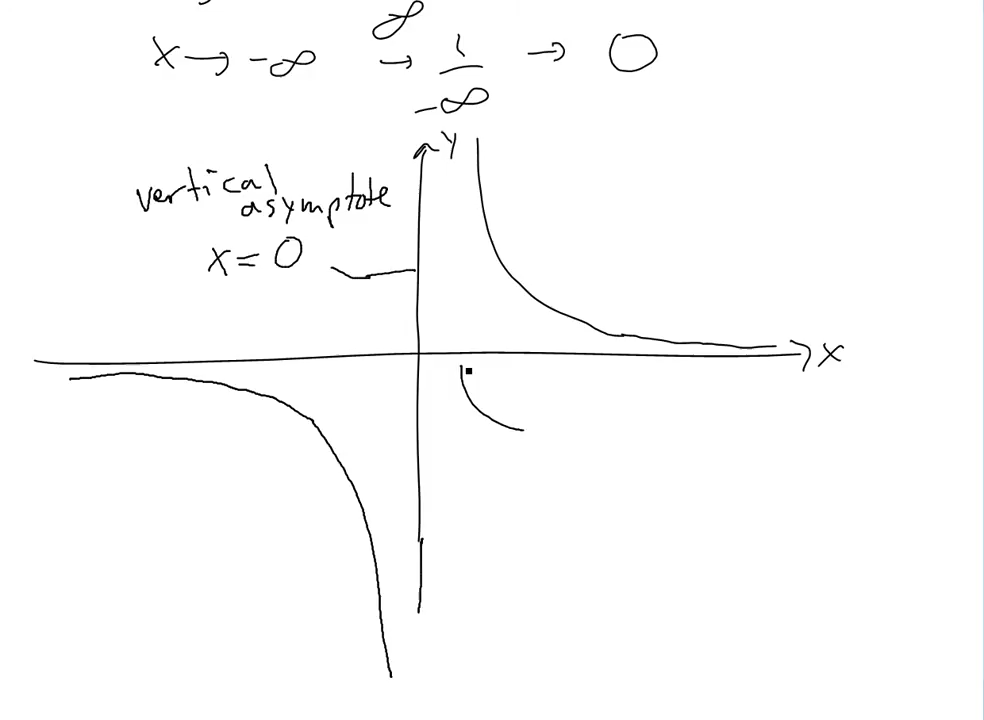 ∞
x → -∞ → 1/-∞ → 0
y
vertical
asymptote
x = 0
x